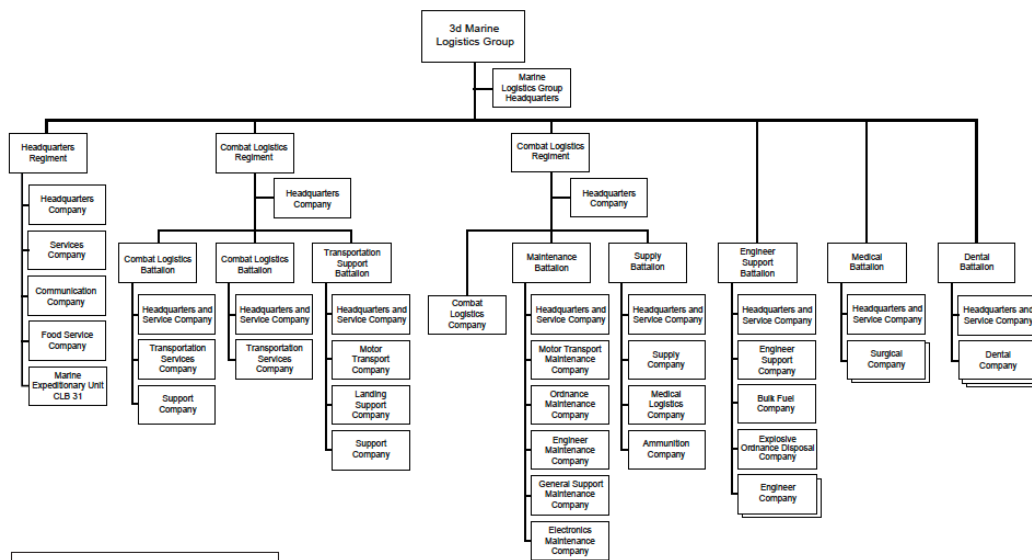 3d Marine
Logistics Group
Marine
Logistics Group
Headquarters
Headquarters
Regiment
Combat Logistics
Regiment
Combat Logistics
Regiment
Headquarters
Company
Headquarters
Company
Headquarters
Company
Services
Company
Communication
Company
Food Service
Company
Marine
Expeditionary Unit
CLB 31
Combat Logistics
Battalion
Headquarters and
Service Company
Transportation
Services
Company
Support
Company
Combat Logistics
Battalion
Headquarters and
Service Company
Transportation
Services
Company
Transportation
Support
Battalion
Headquarters and
Service Company
Motor
Transport
Company
Landing
Support
Company
Support
Company
Combat
Logistics
Company
Maintenance
Battalion
Headquarters and
Service Company
Motor Transport
Maintenance
Company
Ordnance
Maintenance
Company
Engineer
Maintenance
Company
General Support
Maintenance
Company
Electronics
Maintenance
Company
Supply
Battalion
Headquarters and
Service Company
Supply
Company
Medical
Logistics
Company
Ammunition
Company
Engineer
Support
Battalion
Headquarters and
Service Company
Engineer
Support
Company
Bulk Fuel
Company
Explosive
Ordnance Disposal
Company
Engineer
Company
Medical
Battalion
Headquarters and
Service Company
Surgical
Company
Dental
Battalion
Headquarters and
Service Company
Dental
Company